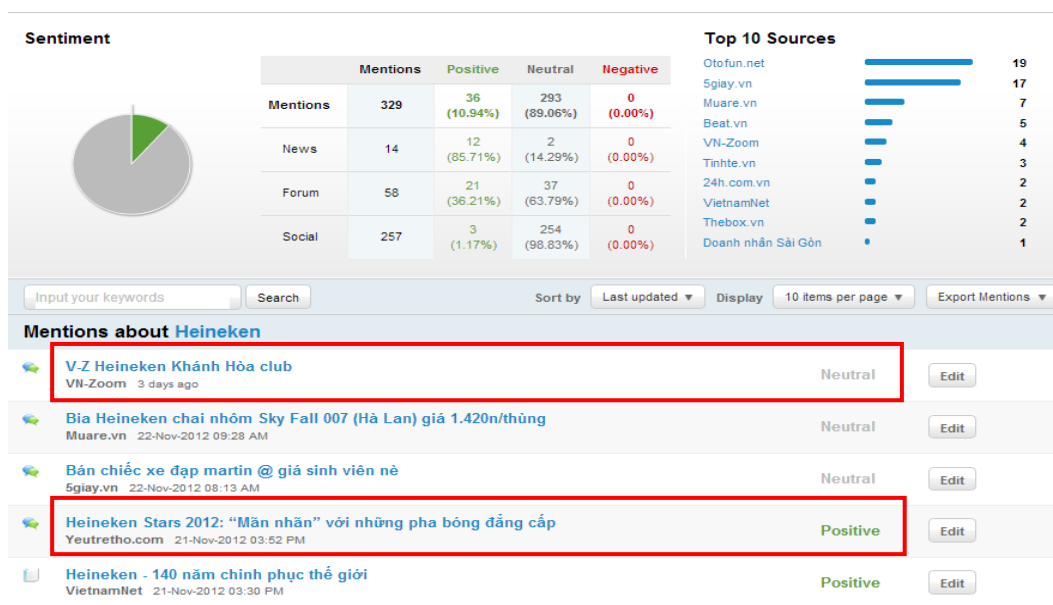 Sentiment
Mentions Positive Neutral Negative
Mentions 329 36 (10.94%) 293 (89.06%) 0 (0.00%)
News 14 12 (85.71%) 2 (14.29%) 0 (0.00%)
Forum 58 21 (36.21%) 37 (63.79%) 0 (0.00%)
Social 257 3 (1.17%) 254 (98.83%) 0 (0.00%)
Top 10 Sources
Otofun.net 19
5giay.vn 17
Muare.vn 7
Beat.vn 5
VN-Zoom 4
Tinhte.vn 3
24h.com.vn 2
VietnamNet 2
Thebox.vn 2
Doanh nhân Sài Gòn 1
Input your keywords Search Sort by Last updated Display 10 items per page Export Mentions
Mentions about Heineken
V-Z Heineken Khánh Hòa club
VN-Zoom 3 days ago
Neutral Edit
Bia Heineken chai nhôm Sky Fall 007 (Hà Lan) giá 1.420n/thùng
Muare.vn 22-Nov-2012 09:28 AM
Neutral Edit
Bán chiếc xe đạp martin @ giá sinh viên nè
5giay.vn 22-Nov-2012 08:13 AM
Neutral Edit
Heineken Stars 2012: “Mãn nhãn” với những pha bóng đẳng cấp
Yeutretho.com 21-Nov-2012 03:52 PM
Positive Edit
Heineken - 140 năm chinh phục thế giới
VietnamNet 21-Nov-2012 03:30 PM
Positive Edit